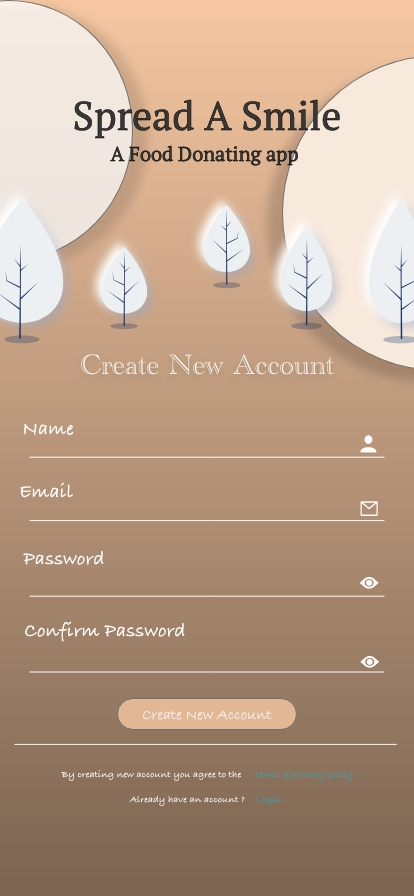 Spread A Smile
A Food Donating app
Create New Account
Name
Email
Password
Confirm Password
Create New Account
By creating new account you agree to the terms & privacy policy
Already have an account ? Login